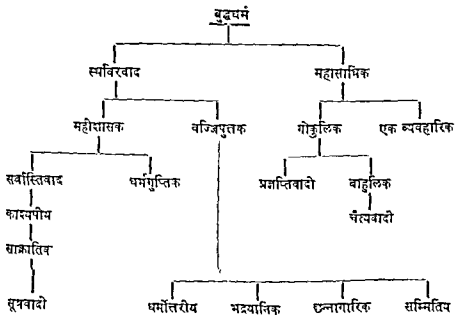 बुद्धधर्म
स्थविरवाद महासाधिक
महीशासक वज्जिपुत्तक गोकुलिक एक व्यवहारिक
सर्वास्तिवाद धर्मगुप्तिक प्रज्ञप्तिवादी बाहुलिक
काश्यपीय चैत्यवादी
साक्रातिव
सूत्रवादी धर्मोत्तरीय भद्रयानिक छन्नागारिक सम्मितिय